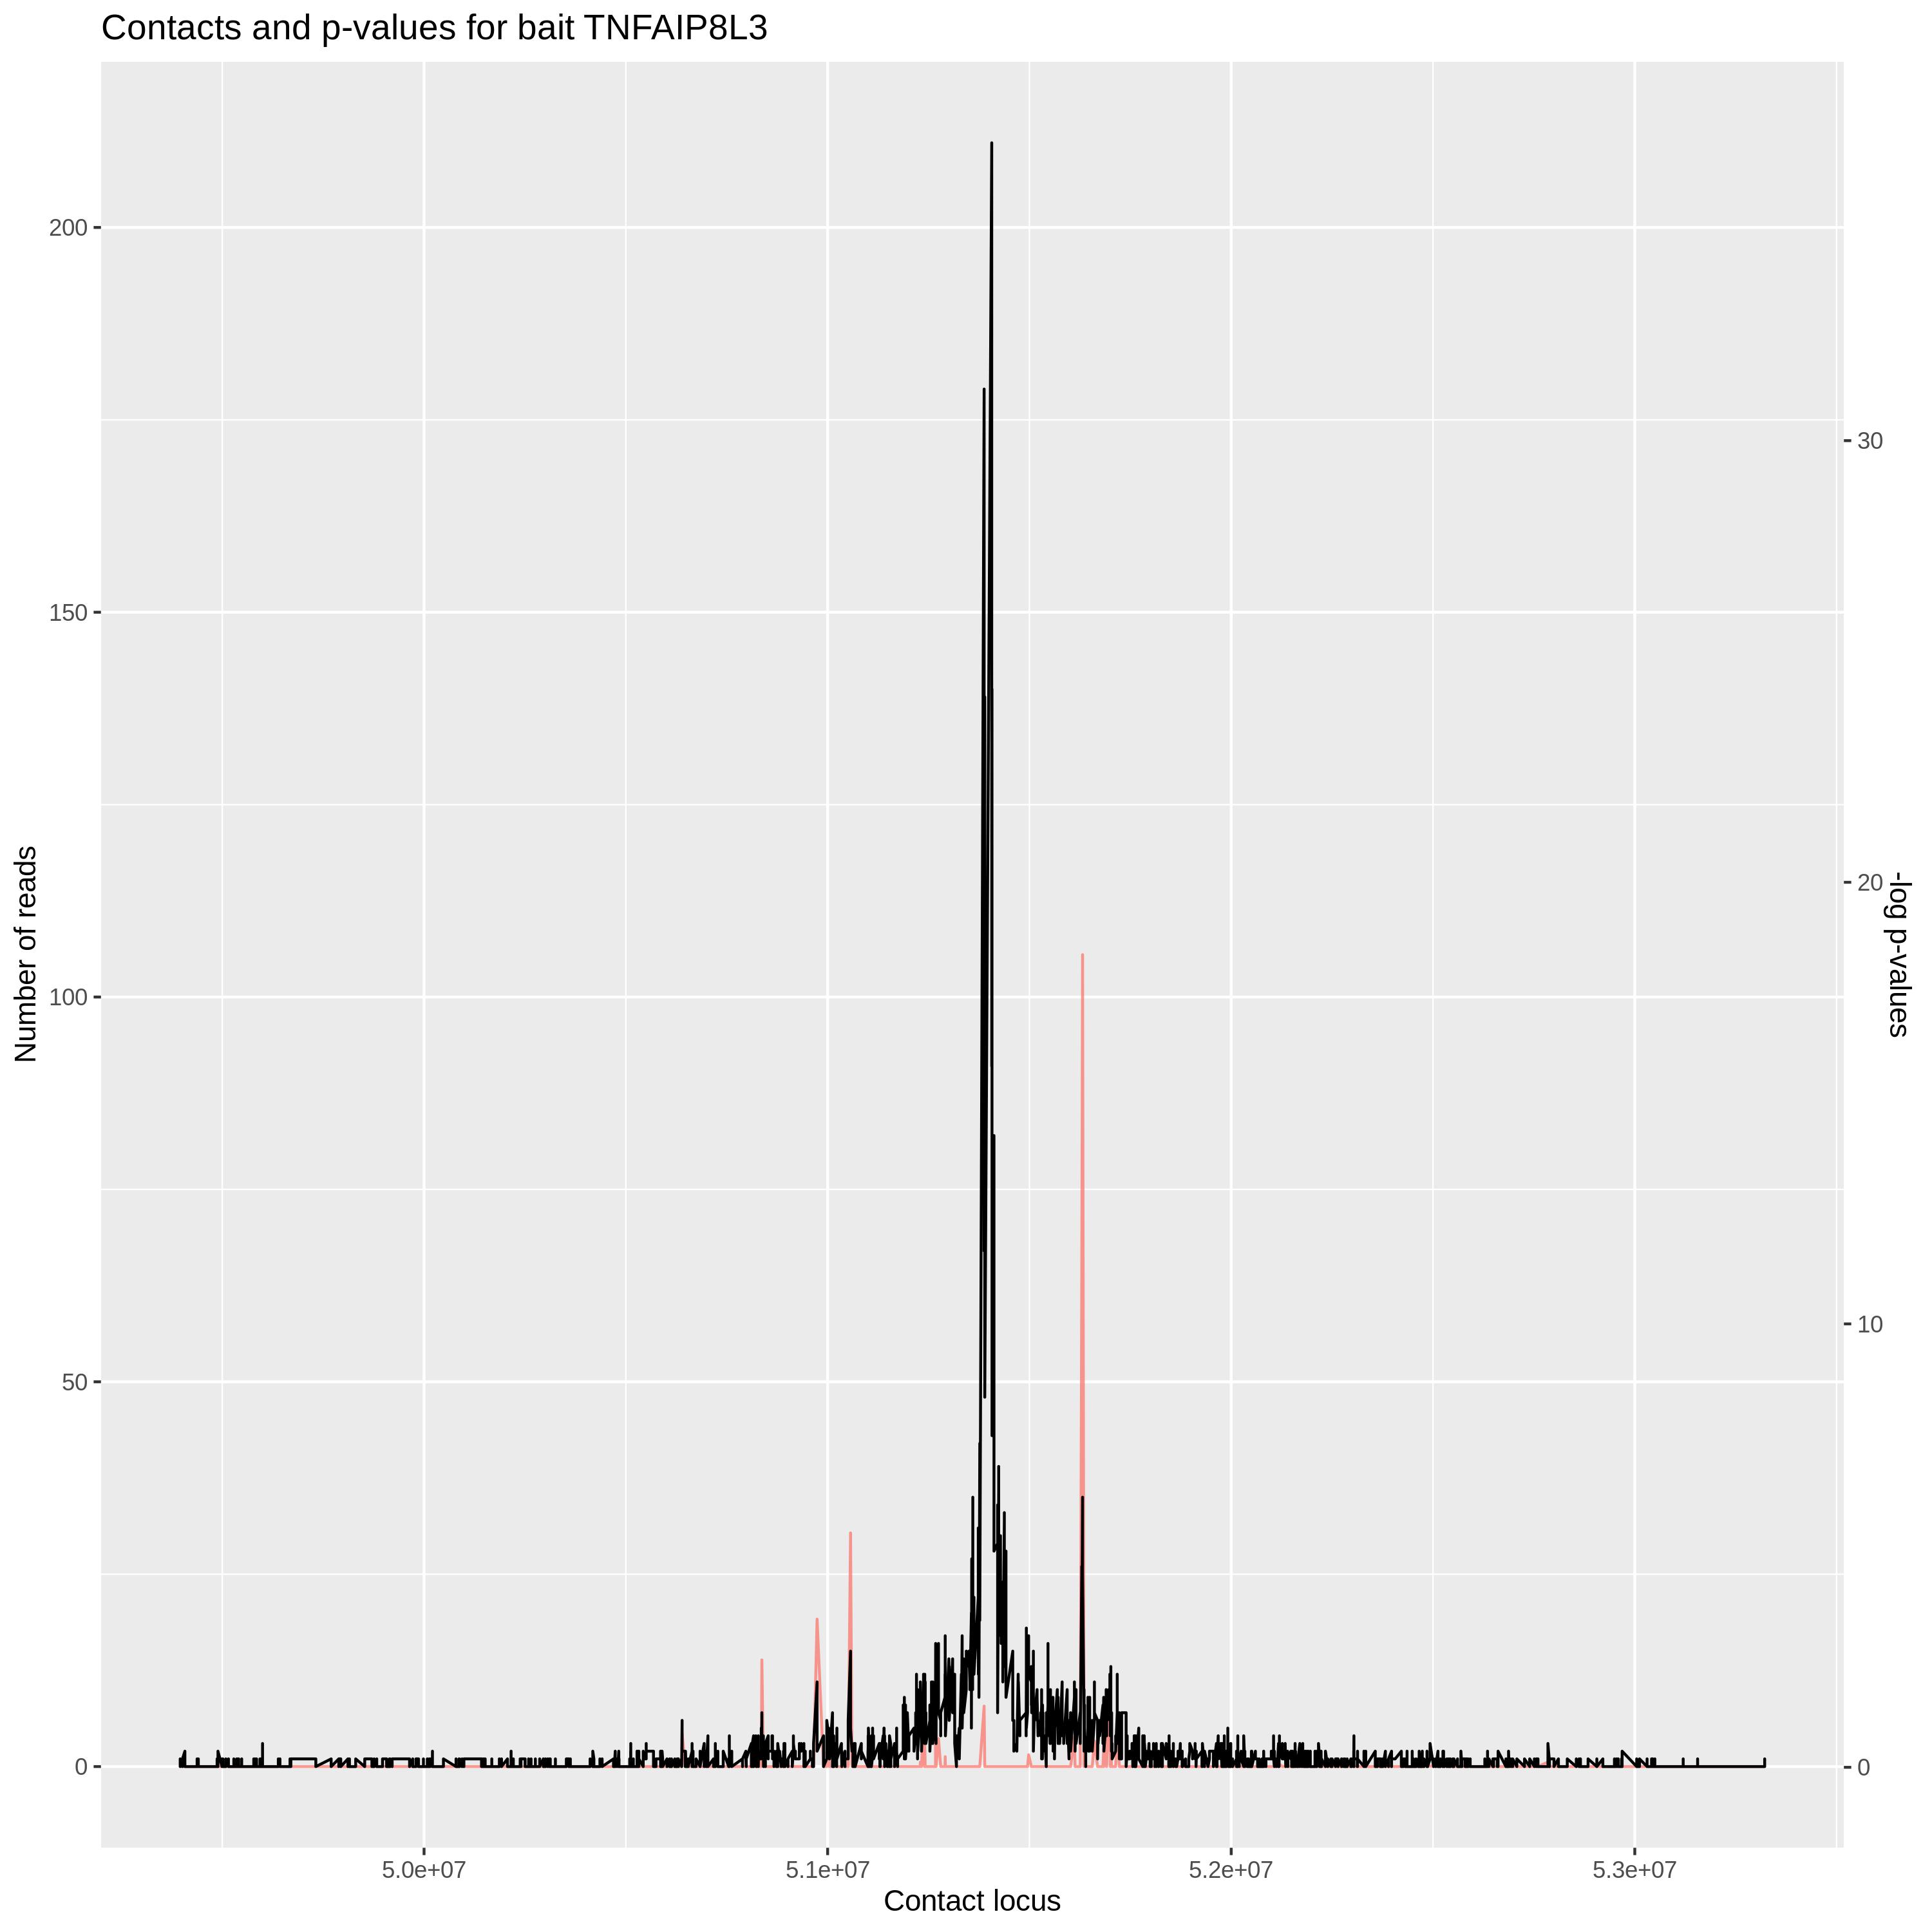 Contacts and p-values for bait TNFAIP8L3
200
150
100
50
0
Number of reads
30
20
10
0
-log p-values
5.0e+07
5.1e+07
5.2e+07
5.3e+07
Contact locus